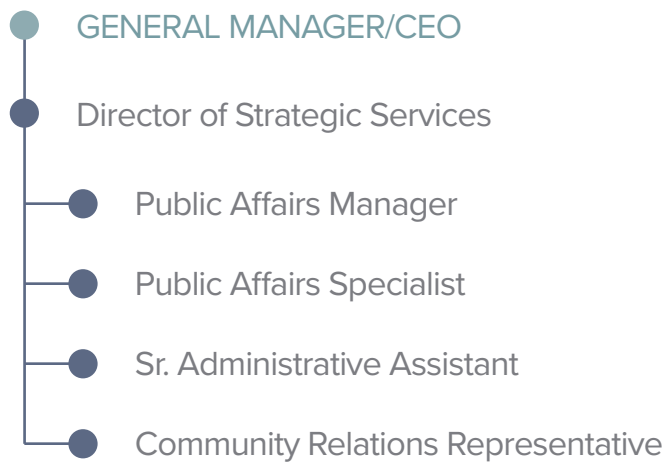 GENERAL MANAGER/CEO
Director of Strategic Services
Public Affairs Manager
Public Affairs Specialist
Sr. Administrative Assistant
Community Relations Representative